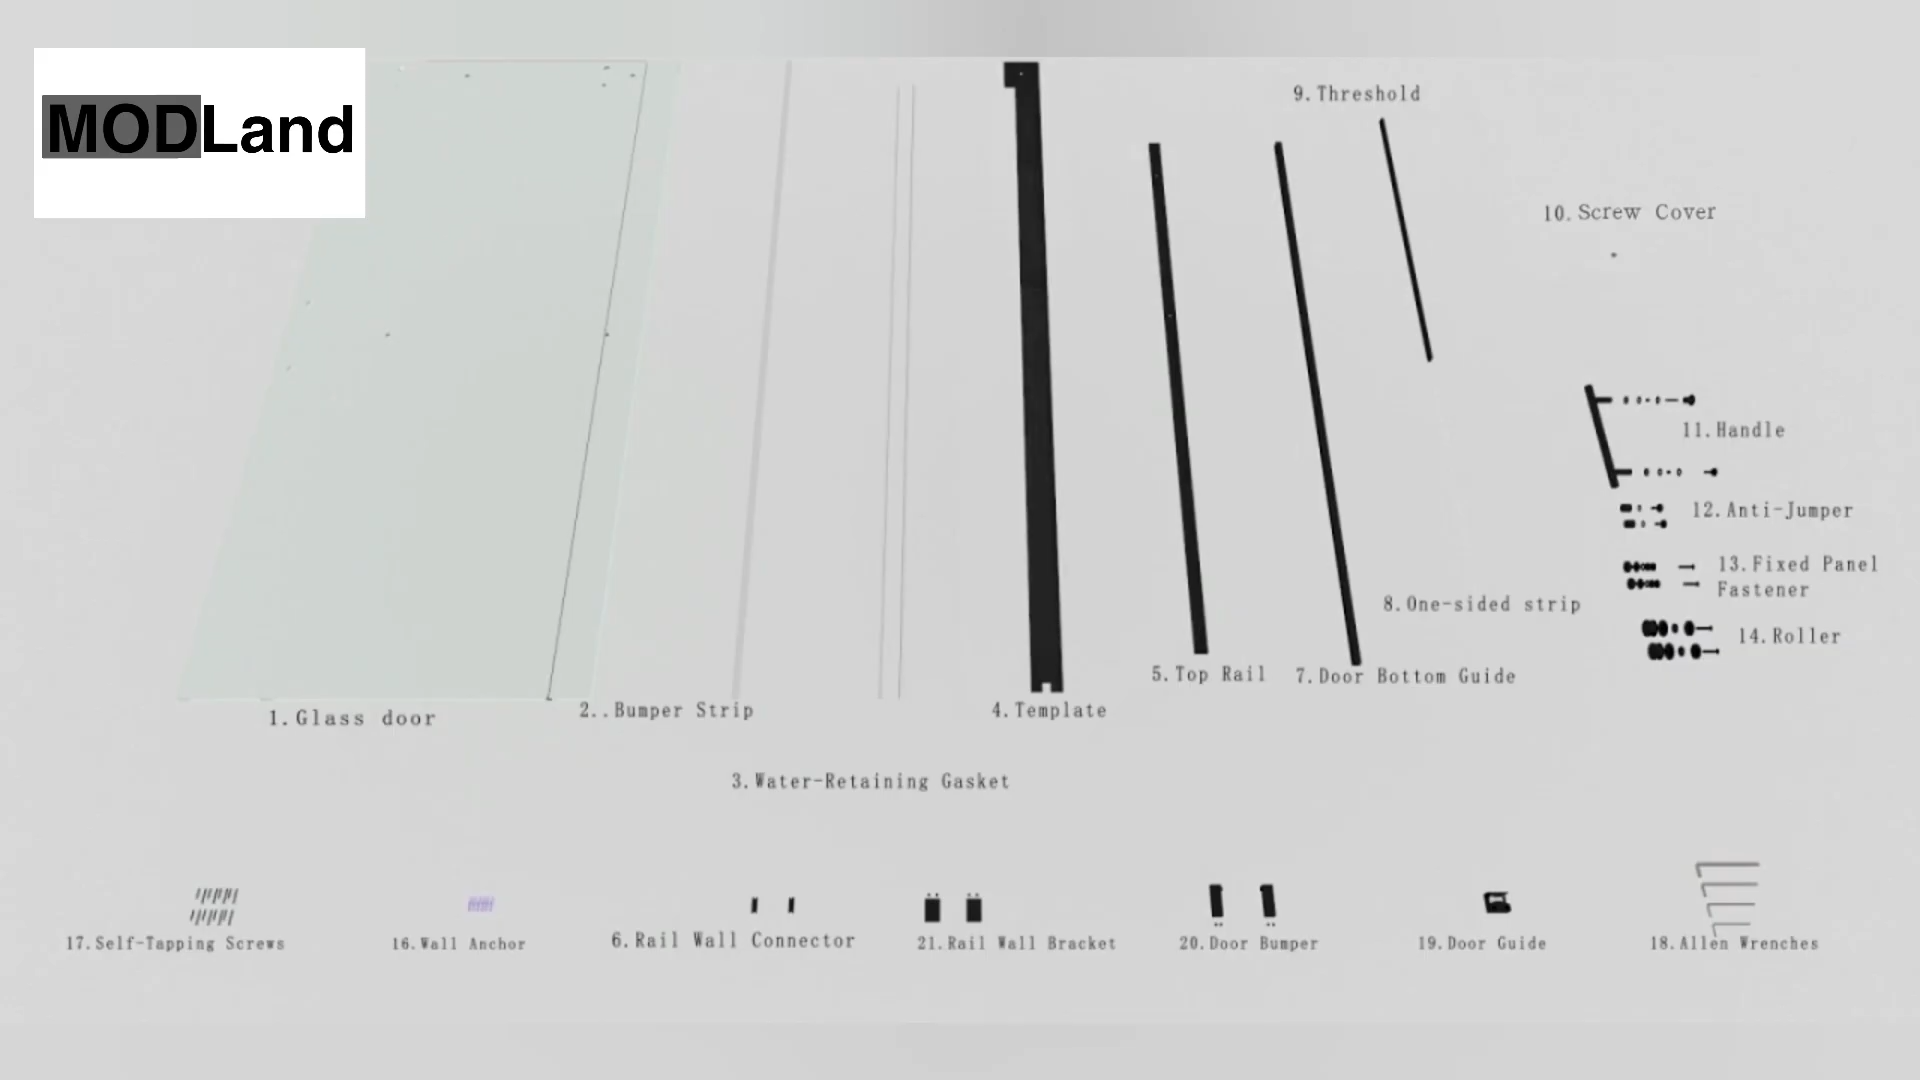 MODLand
9.Threshold
10.Screw Cover
11.Handle
12.Anti-Jumper
13.Fixed Panel
Fastener
8.One-sided strip
14.Roller
5.Top Rail
7.Door Bottom Guide
1.Glass door
2..Bumper Strip
4.Template
3.Water-Retaining Gasket
17.Self-Tapping Screws
16.Wall Anchor
6.Rail Wall Connector
21.Rail Wall Bracket
20.Door Bumper
19.Door Guide
18.Allen Wrenches